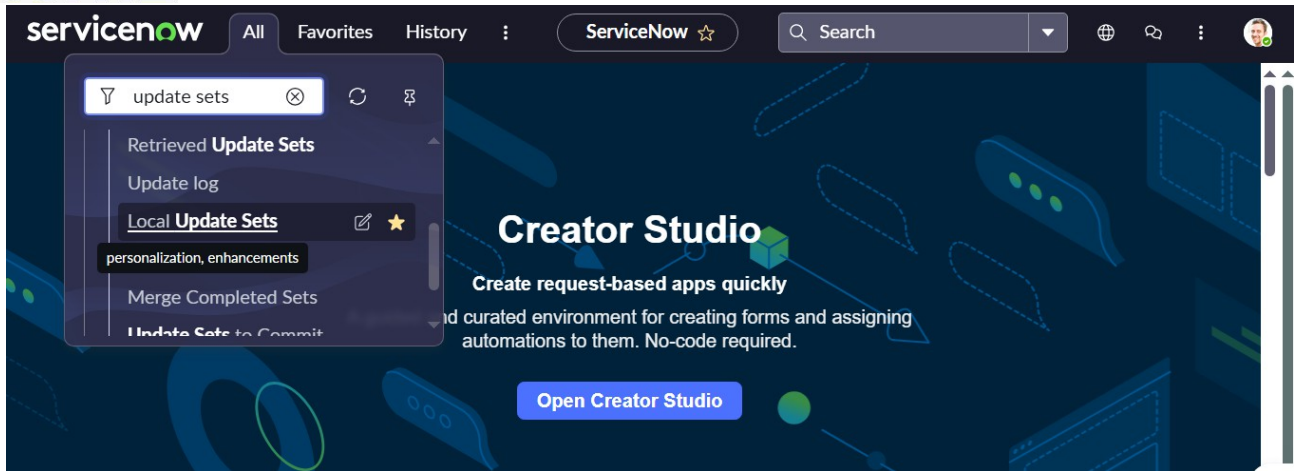 servicenow All Favorites History ServiceNow Search
update sets
Retrieved Update Sets
Update log
Local Update Sets
personalization, enhancements
Merge Completed Sets
Update Sets to Commit
Creator Studio
Create request-based apps quickly
nd curated environment for creating forms and assigning
automations to them. No-code required.
Open Creator Studio